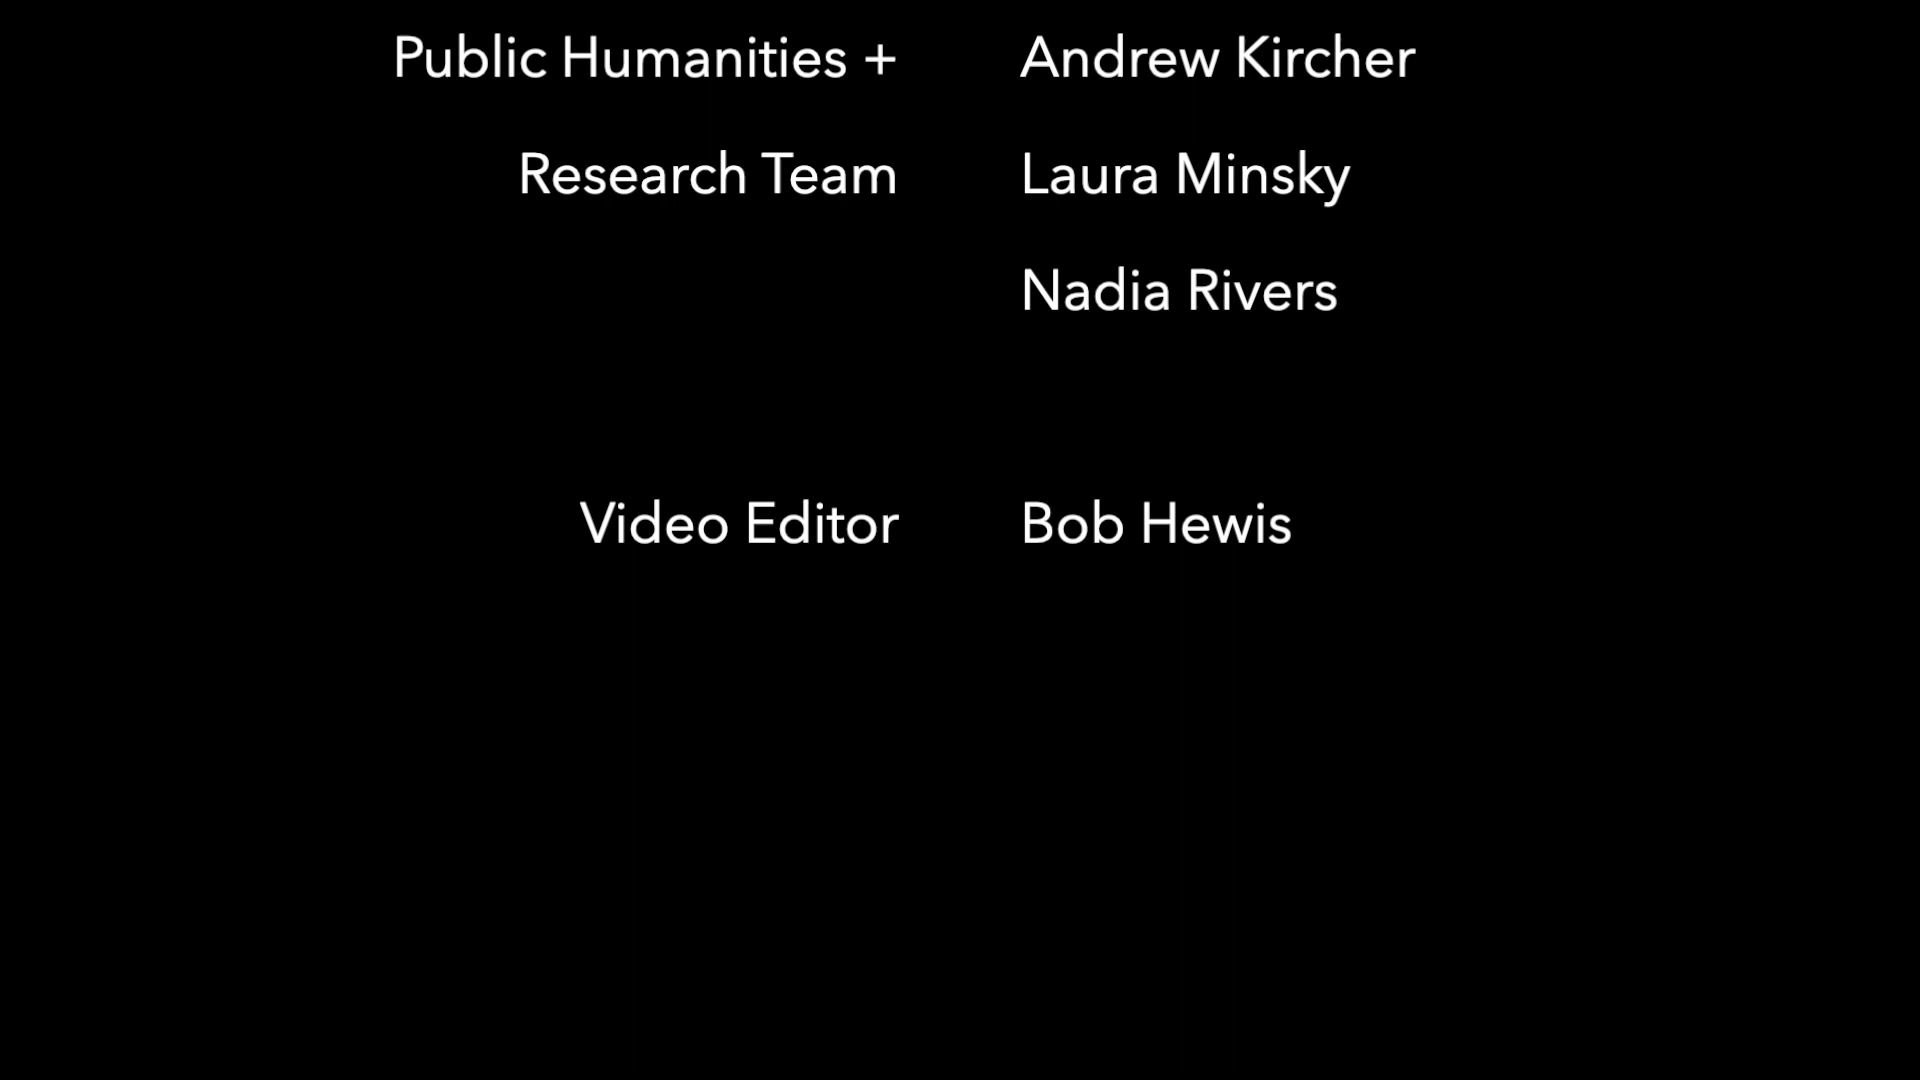 Public Humanities + Andrew Kircher
Research Team Laura Minsky
Nadia Rivers
Video Editor Bob Hewis